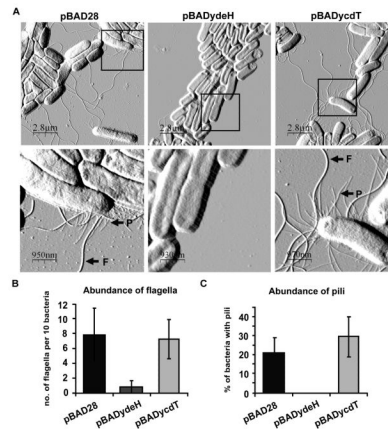 A
pBAD28 pBADydeH pBADycdT
2.8µm 2.8µm 2.8µm
P F F P
950nm 930nm 970nm
B Abundance of flagella
no. of flagella per 10 bacteria
12
10
8
6
4
2
0
pBAD28 pBADydeH pBADycdT
C Abundance of pili
% of bacteria with pili
40
30
20
10
0
pBAD28 pBADydeH pBADycdT